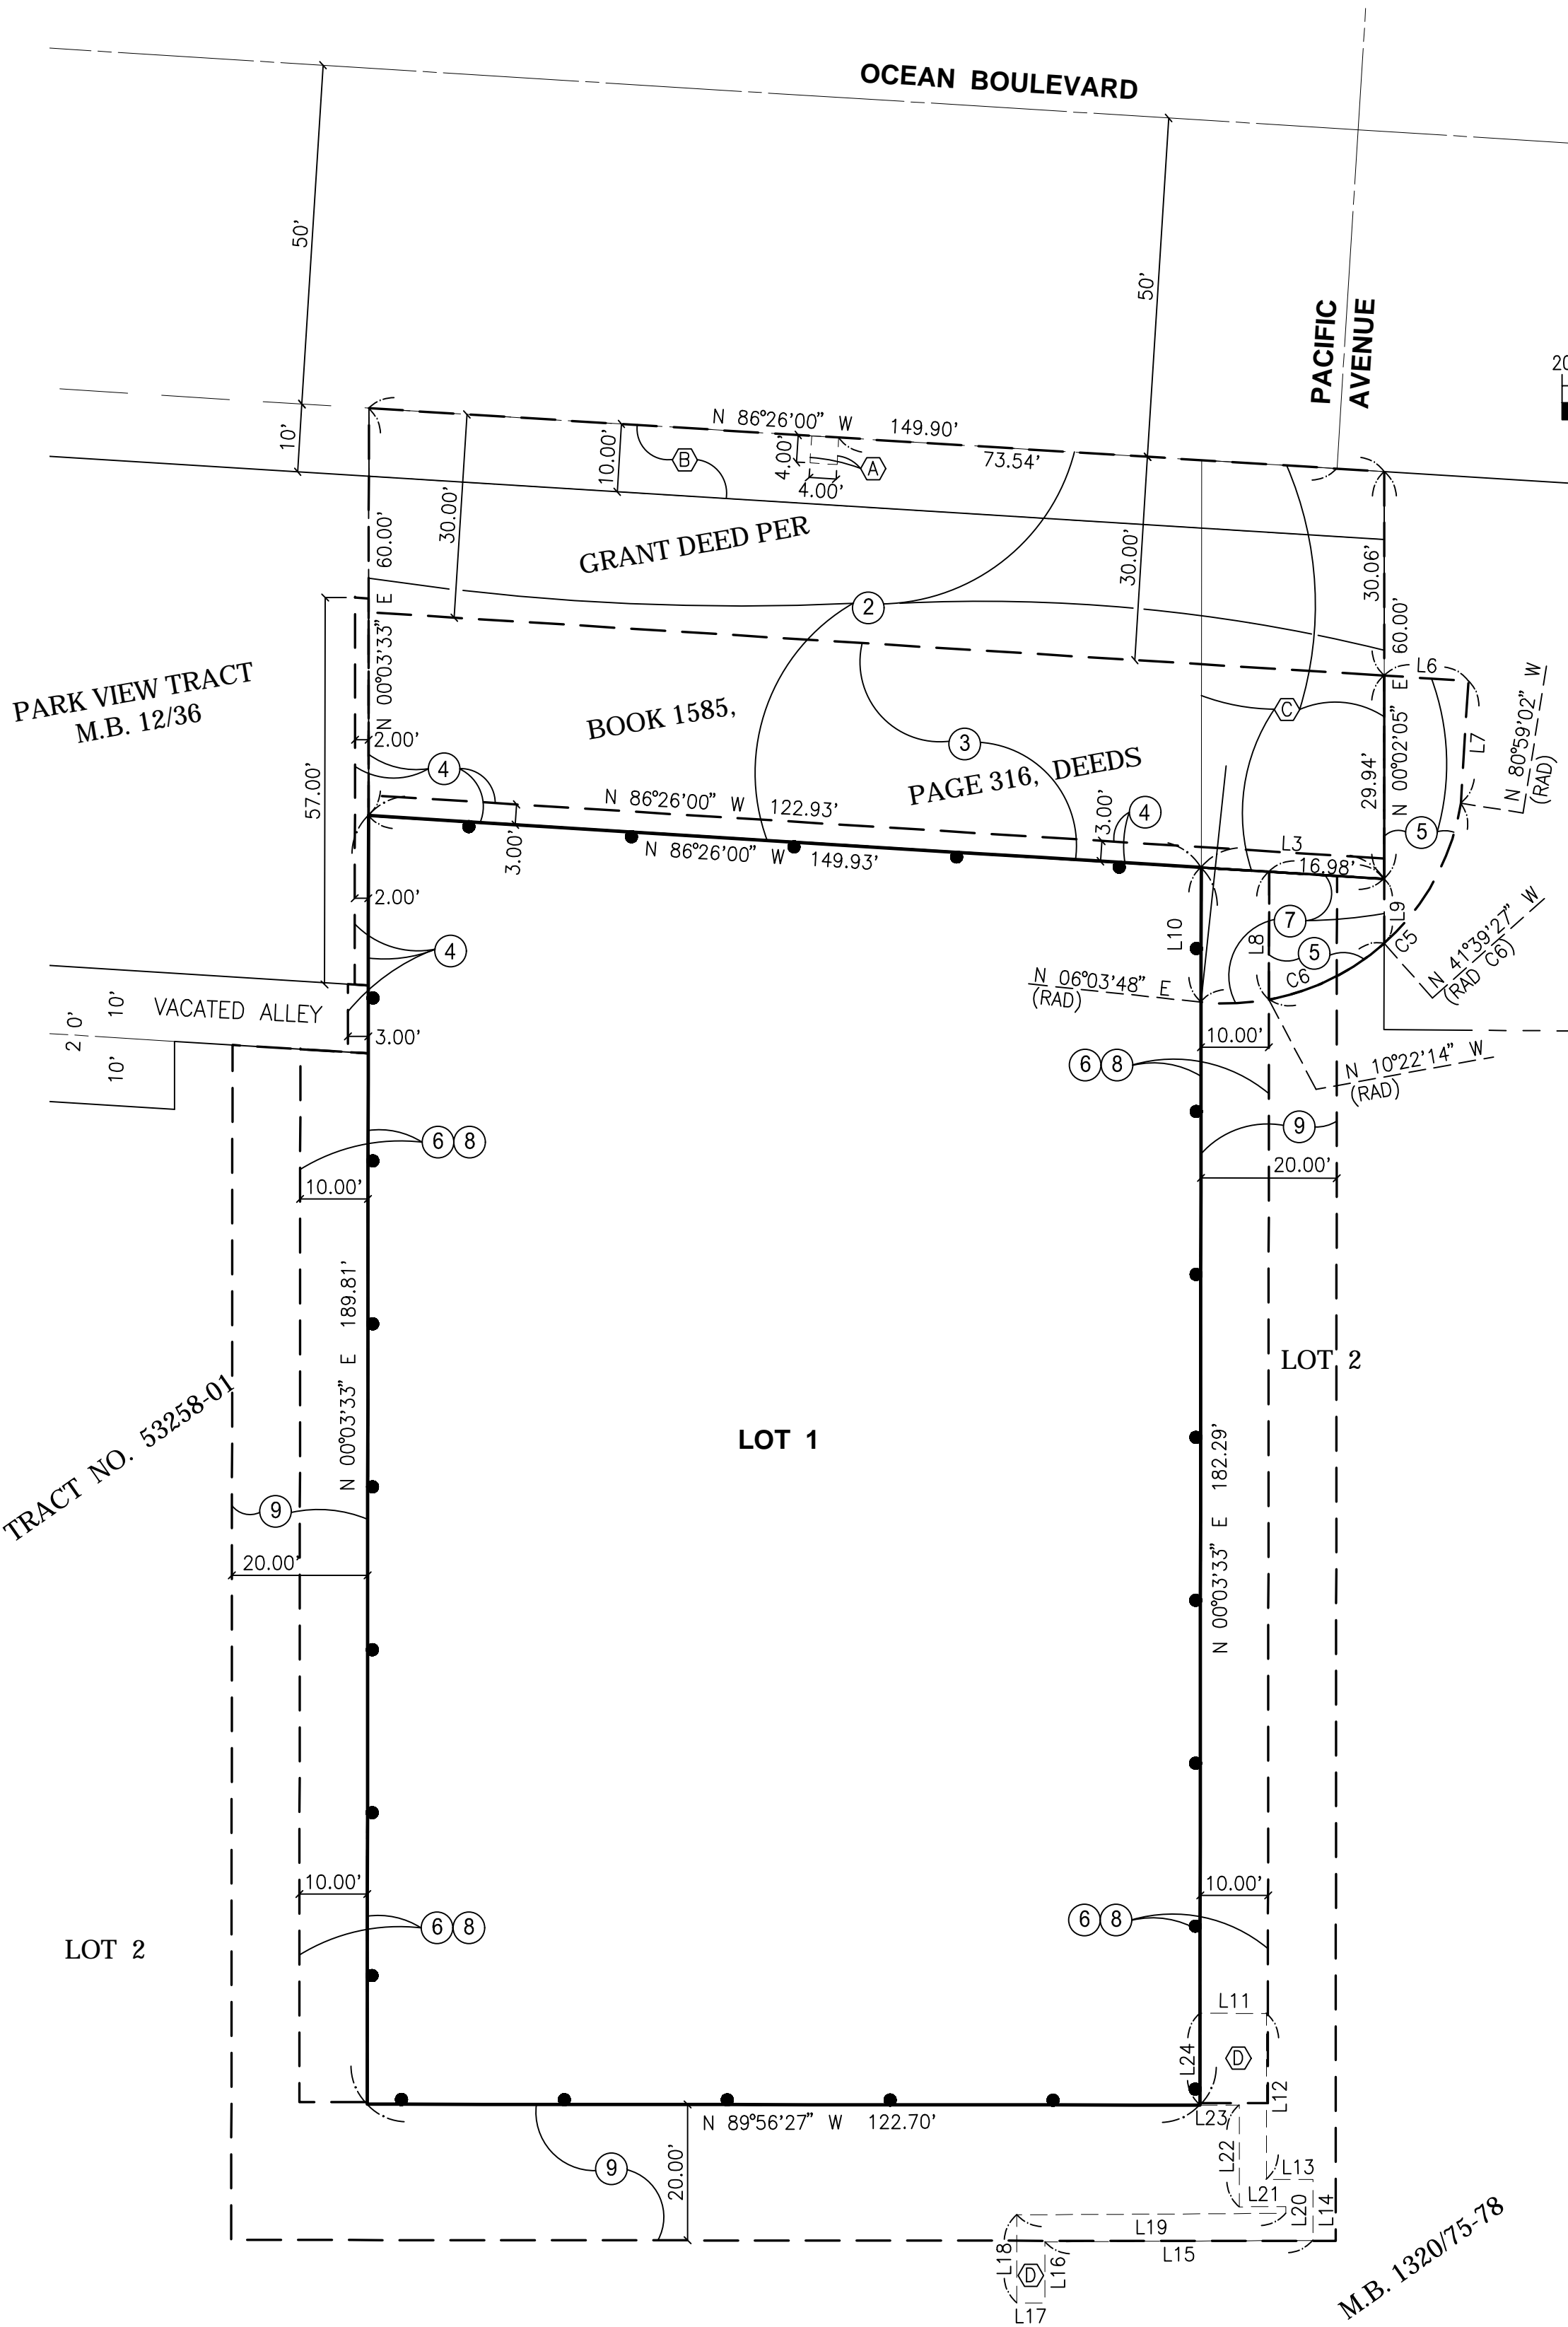 OCEAN BOULEVARD
50'
50'
PACIFIC
AVENUE
20
10'
N 86°26'00" W 149.90'
73.54'
B
A
10.00'
4.00'
4.00'
30.00'
GRANT DEED PER
30.00'
30.06'
60.00'
N 00°03'33" E 60.00'
2
L6
PARK VIEW TRACT
M.B. 12/36
BOOK 1585,
C
N 80°59'02" W
(RAD)
L7
2.00'
3
N 00°02'05" E
29.94'
4
PAGE 316, DEEDS
57.00'
N 86°26'00" W 122.93'
3.00'
4
5
3.00'
N 86°26'00" W 149.93'
L3
16.98'
2.00'
L9
7
L10
L8
4
5
C5
N 41°39'27" W
(RAD C6)
C6
N 06°03'48" E
(RAD)
VACATED ALLEY
10'
20'
10'
3.00'
10.00'
6 8
N 10°22'14" W
(RAD)
9
6 8
20.00'
10.00'
N 00°03'33" E 189.81'
LOT 2
TRACT NO. 53258-01
LOT 1
N 00°03'33" E 182.29'
9
20.00'
10.00'
10.00'
6 8
6 8
LOT 2
L11
L24
D
L12
L23
N 89°56'27" W 122.70'
9
20.00'
L22
L13
L21
L20
L14
L19
L15
L18
D
L16
L17
M.B. 1320/75-78